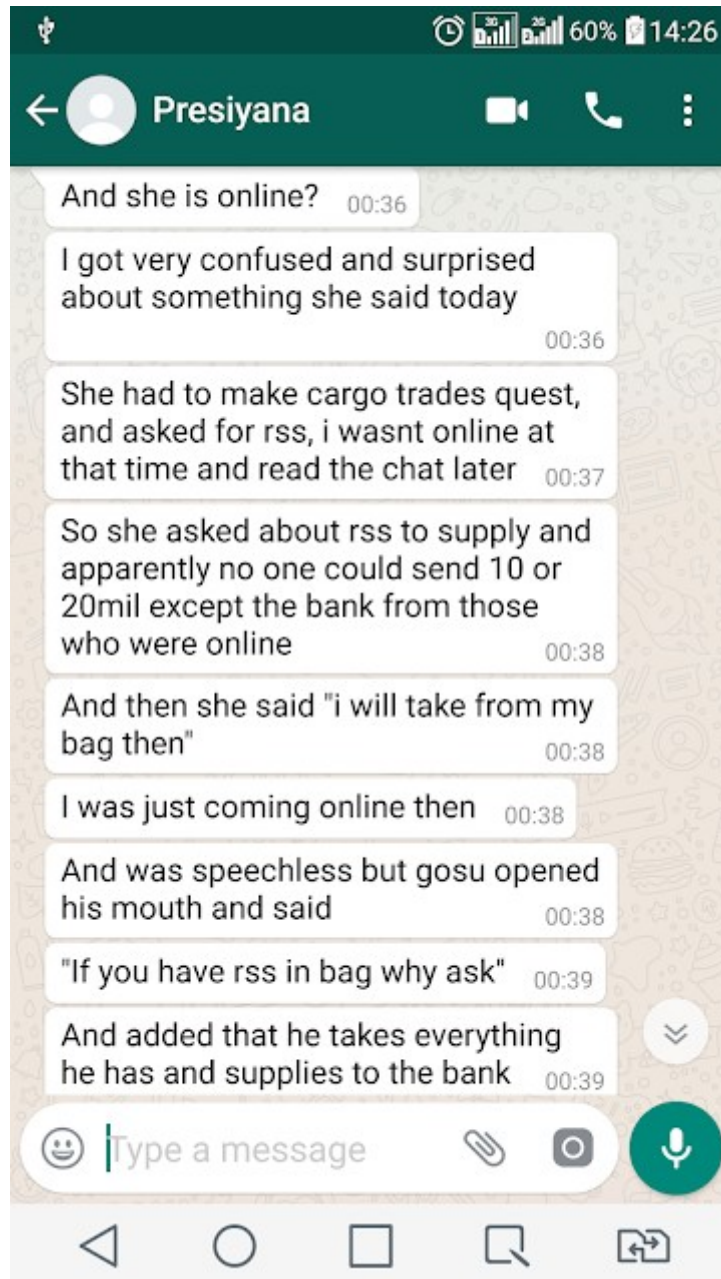 3G 2G 60% 14:26
Presiyana
And she is online? 00:36
I got very confused and surprised
about something she said today
00:36
She had to make cargo trades quest,
and asked for rss, i wasnt online at
that time and read the chat later 00:37
So she asked about rss to supply and
apparently no one could send 10 or
20mil except the bank from those
who were online 00:38
And then she said "i will take from my
bag then" 00:38
I was just coming online then 00:38
And was speechless but gosu opened
his mouth and said 00:38
"If you have rss in bag why ask" 00:39
And added that he takes everything
he has and supplies to the bank 00:39
Type a message